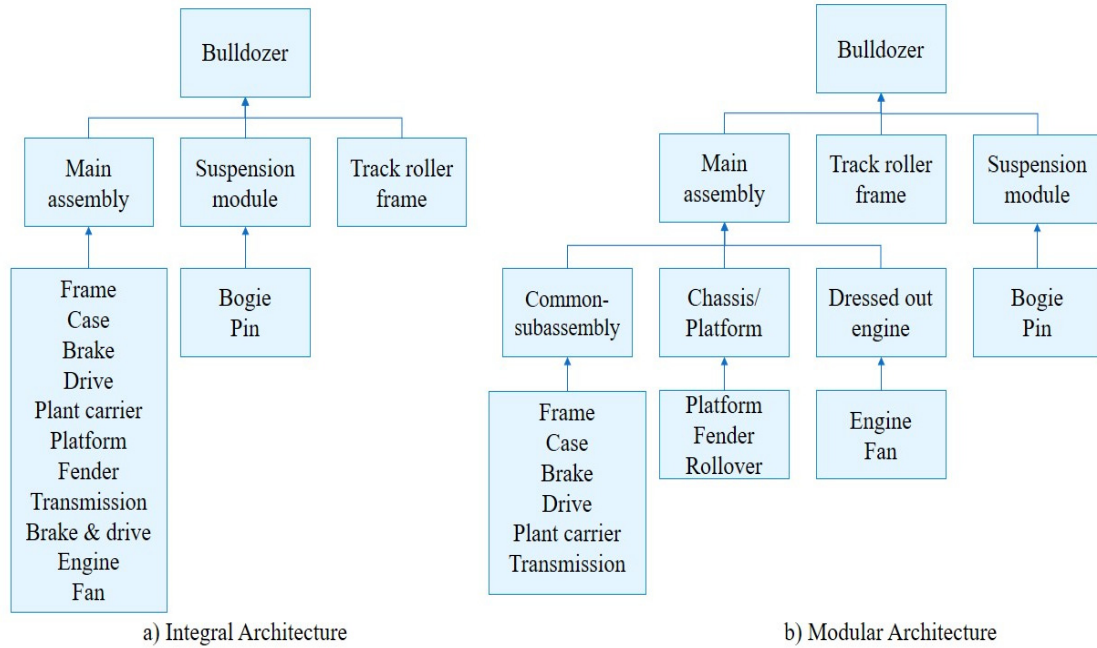 Bulldozer
Main
assembly
Suspension
module
Track roller
frame
Frame
Case
Brake
Drive
Plant carrier
Platform
Fender
Transmission
Brake & drive
Engine
Fan
Bogie
Pin
a) Integral Architecture
Bulldozer
Main
assembly
Track roller
frame
Suspension
module
Common-
subassembly
Chassis/
Platform
Dressed out
engine
Bogie
Pin
Frame
Case
Brake
Drive
Plant carrier
Transmission
Platform
Fender
Rollover
Engine
Fan
b) Modular Architecture